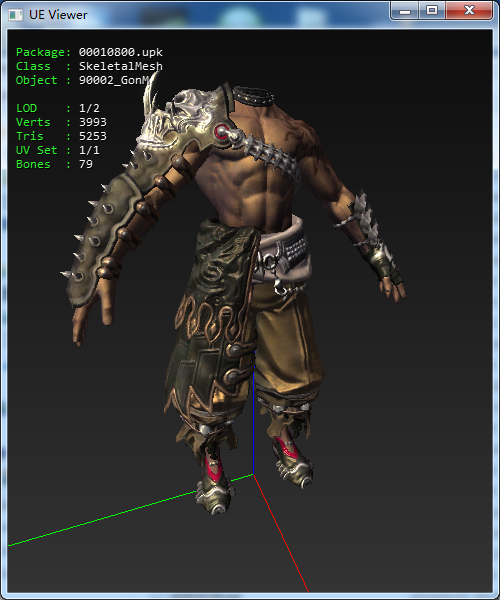 UE Viewer
Package: 00010800.upk
Class : SkeletalMesh
Object : 90002_GonM
LOD : 1/2
Verts : 3993
Tris : 5253
UV Set : 1/1
Bones : 79